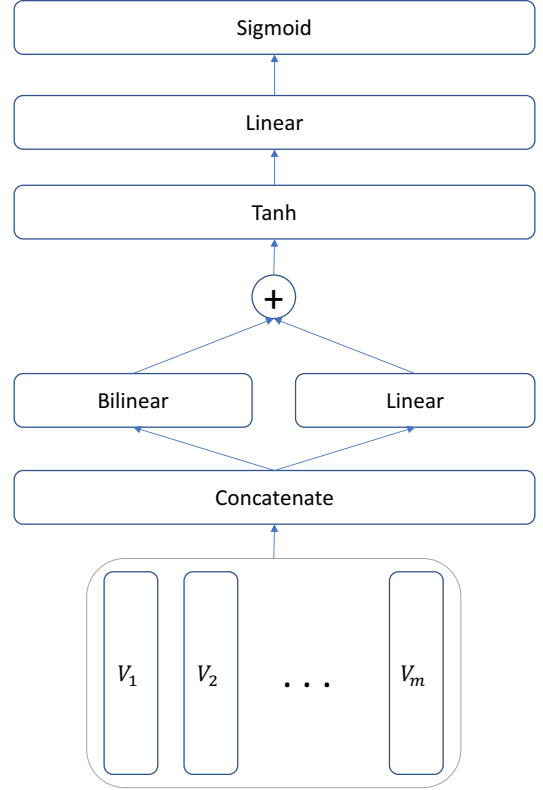 Sigmoid
Linear
Tanh
+
Bilinear Linear
Concatenate
V₁ V₂ . . . Vₘ